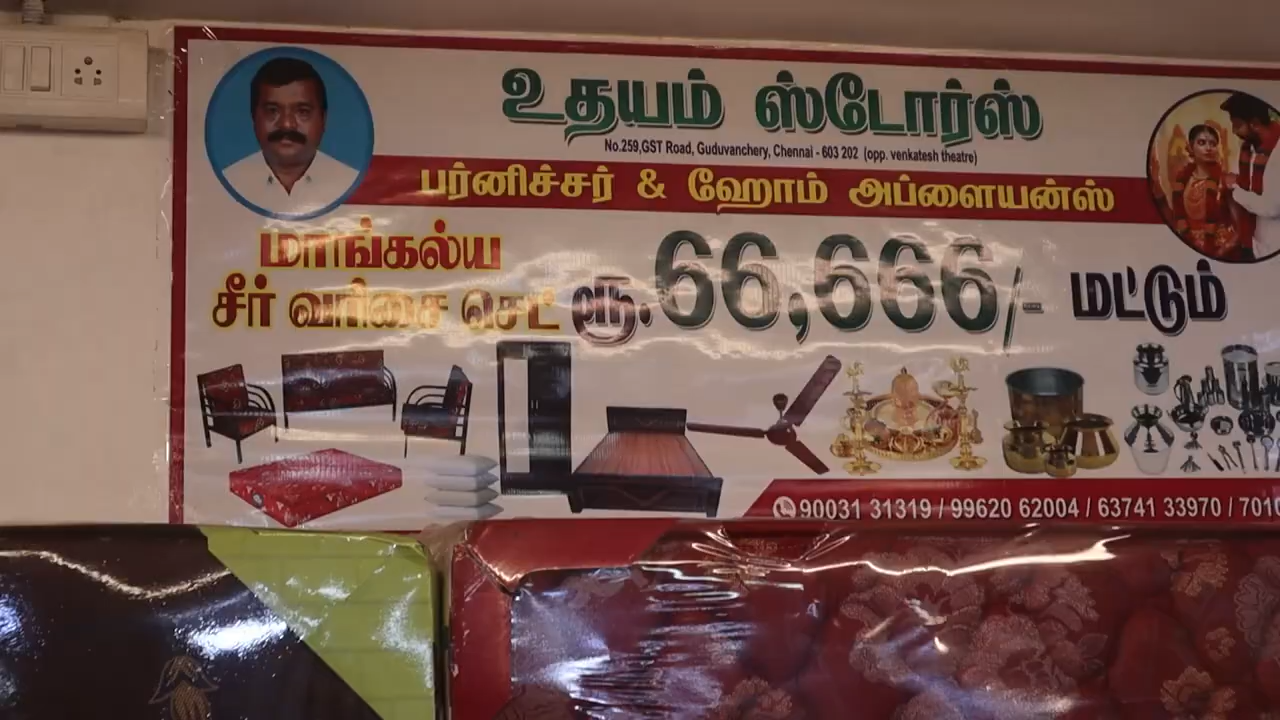 உதயம் ஸ்டோர்ஸ்
No.259,GST Road, Guduvanchery, Chennai - 603 202 (opp. venkatesh theatre)
பர்னிச்சர் & ஹோம் அப்ளையன்ஸ்
மாங்கல்ய
சீர் வரிசை செட் ரூ.66,666/- மட்டும்
90031 31319 / 99620 62004 / 63741 33970 / 7010